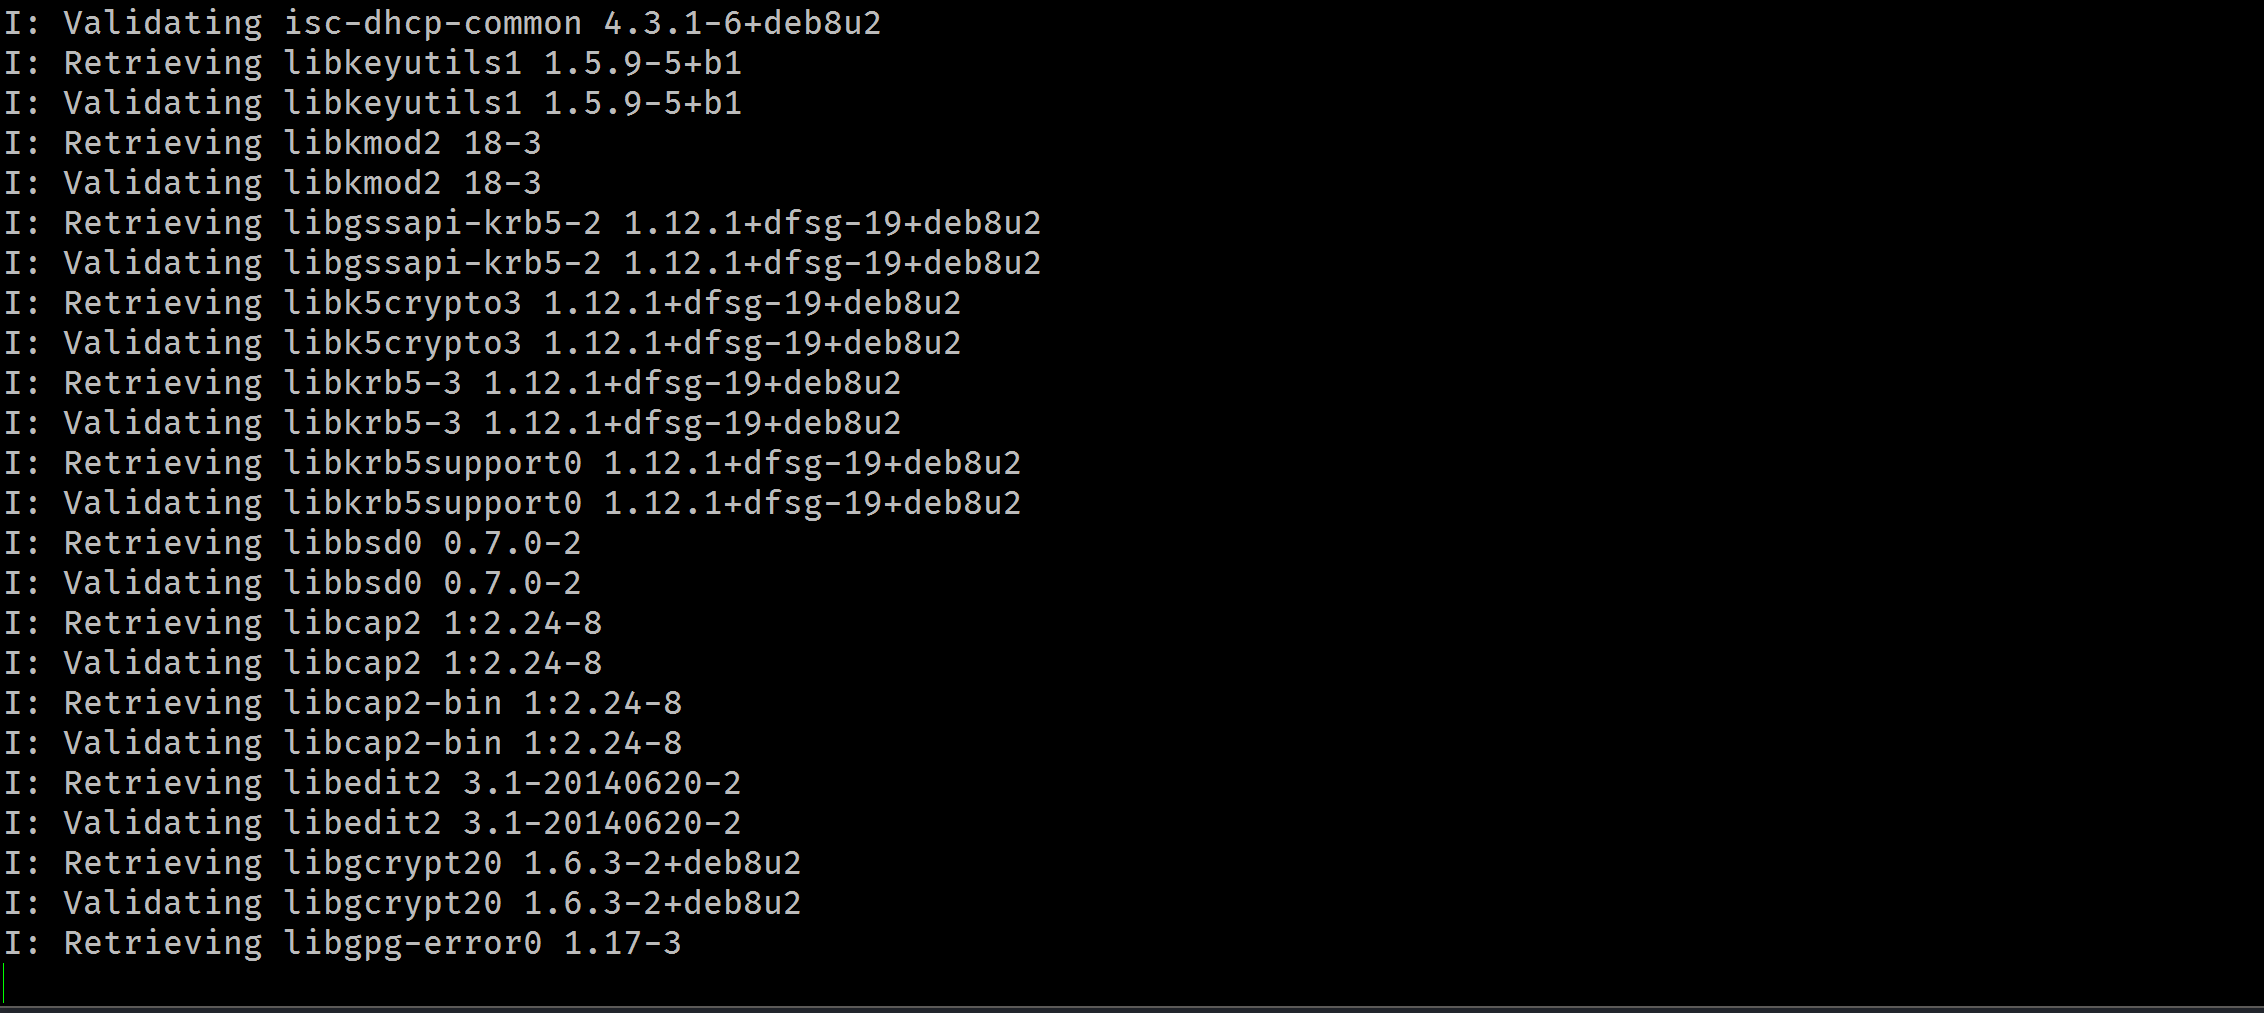 I: Validating isc-dhcp-common 4.3.1-6+deb8u2
I: Retrieving libkeyutils1 1.5.9-5+b1
I: Validating libkeyutils1 1.5.9-5+b1
I: Retrieving libkmod2 18-3
I: Validating libkmod2 18-3
I: Retrieving libgssapi-krb5-2 1.12.1+dfsg-19+deb8u2
I: Validating libgssapi-krb5-2 1.12.1+dfsg-19+deb8u2
I: Retrieving libk5crypto3 1.12.1+dfsg-19+deb8u2
I: Validating libk5crypto3 1.12.1+dfsg-19+deb8u2
I: Retrieving libkrb5-3 1.12.1+dfsg-19+deb8u2
I: Validating libkrb5-3 1.12.1+dfsg-19+deb8u2
I: Retrieving libkrb5support0 1.12.1+dfsg-19+deb8u2
I: Validating libkrb5support0 1.12.1+dfsg-19+deb8u2
I: Retrieving libbsd0 0.7.0-2
I: Validating libbsd0 0.7.0-2
I: Retrieving libcap2 1:2.24-8
I: Validating libcap2 1:2.24-8
I: Retrieving libcap2-bin 1:2.24-8
I: Validating libcap2-bin 1:2.24-8
I: Retrieving libedit2 3.1-20140620-2
I: Validating libedit2 3.1-20140620-2
I: Retrieving libgcrypt20 1.6.3-2+deb8u2
I: Validating libgcrypt20 1.6.3-2+deb8u2
I: Retrieving libgpg-error0 1.17-3